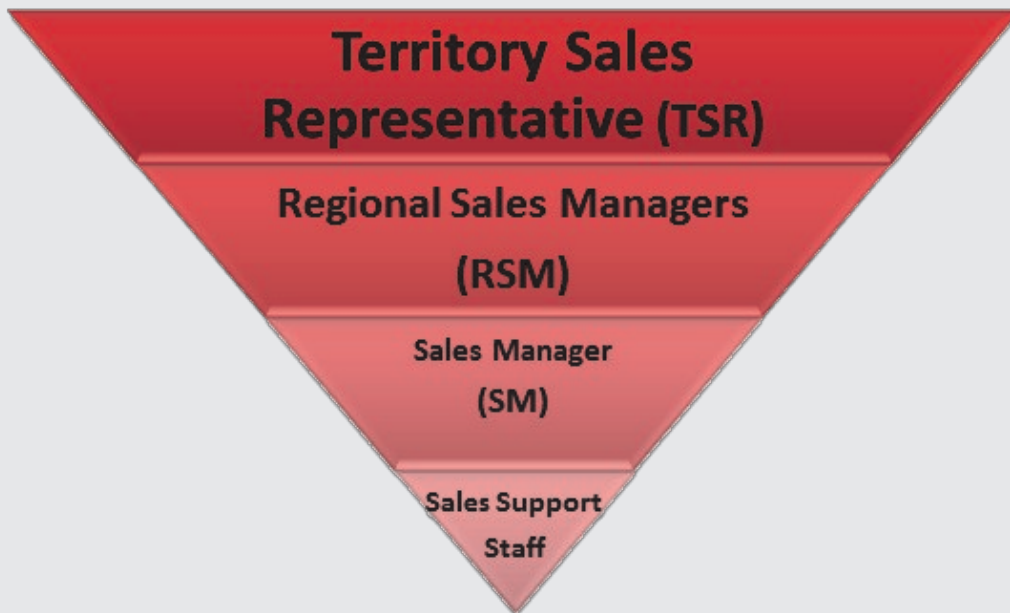 Territory Sales
Representative (TSR)
Regional Sales Managers
(RSM)
Sales Manager
(SM)
Sales Support
Staff